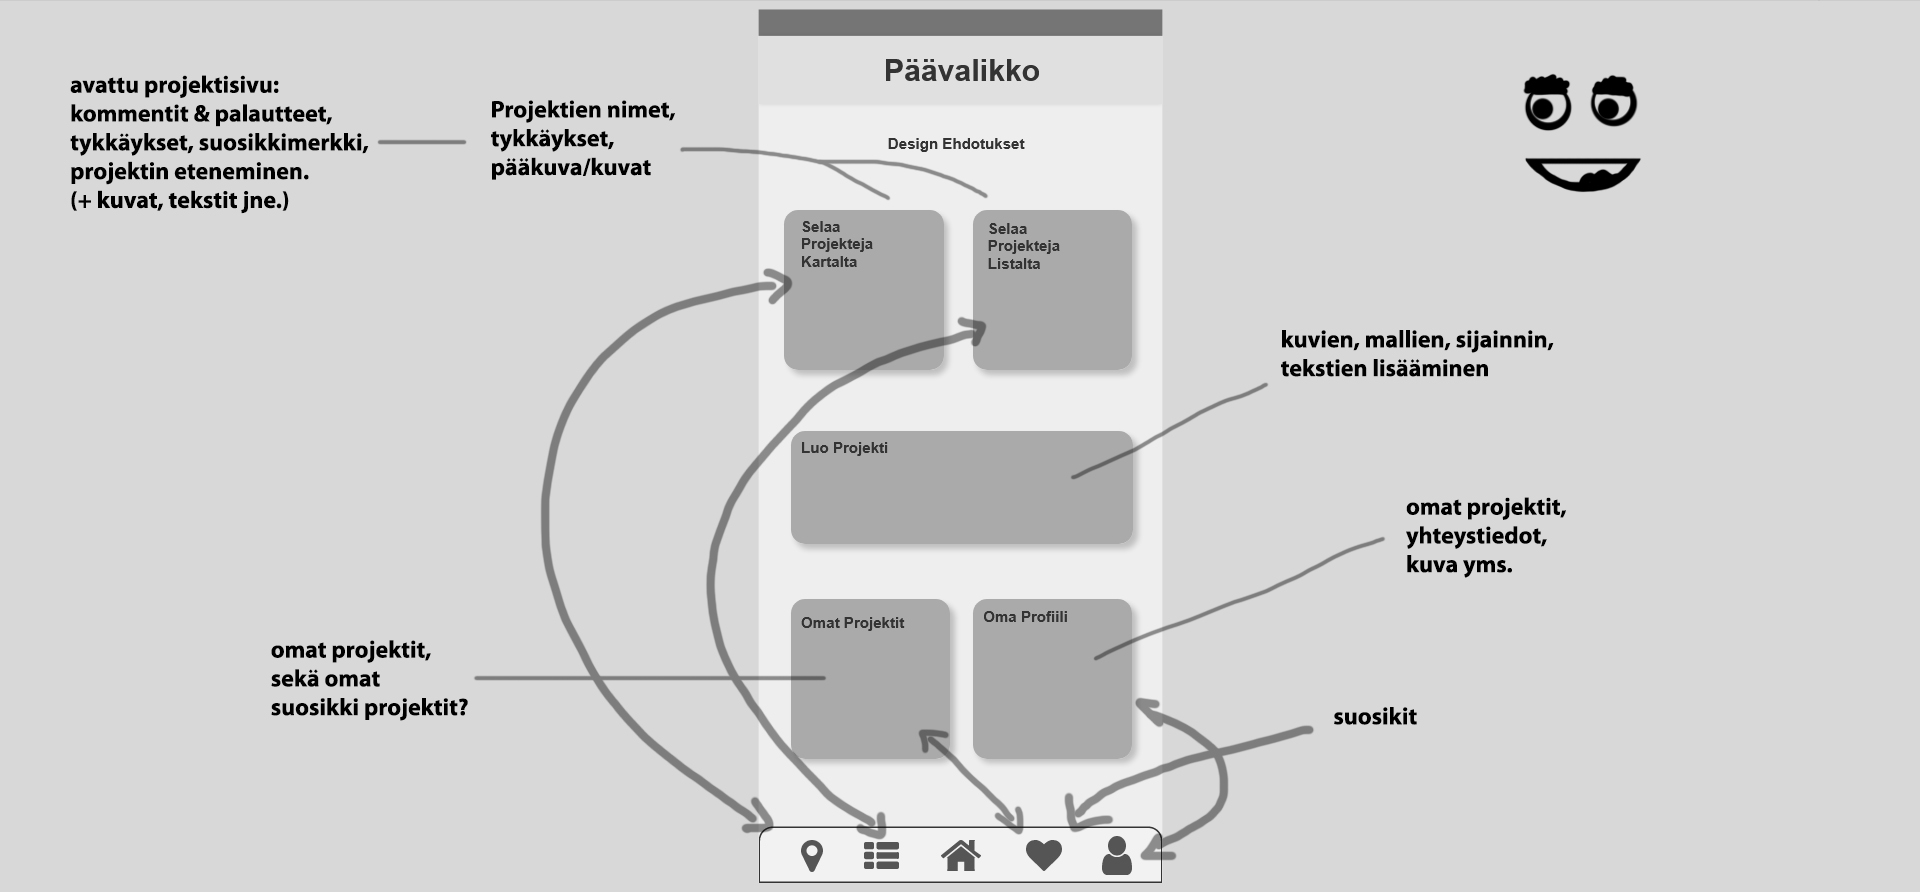 Päävalikko
avattu projektisivu:
kommentit & palautteet,
tykkäykset, suosikkimerkki,
projektin eteneminen.
(+ kuvat, tekstit jne.)
Projektien nimet,
tykkäykset,
pääkuva/kuvat
Design Ehdotukset
Selaa
Projekteja
Kartalta
Selaa
Projekteja
Listalta
kuvien, mallien, sijainnin,
tekstien lisääminen
Luo Projekti
omat projektit,
yhteystiedot,
kuva yms.
Omat Projektit
Oma Profiili
omat projektit,
sekä omat
suosikki projektit?
suosikit